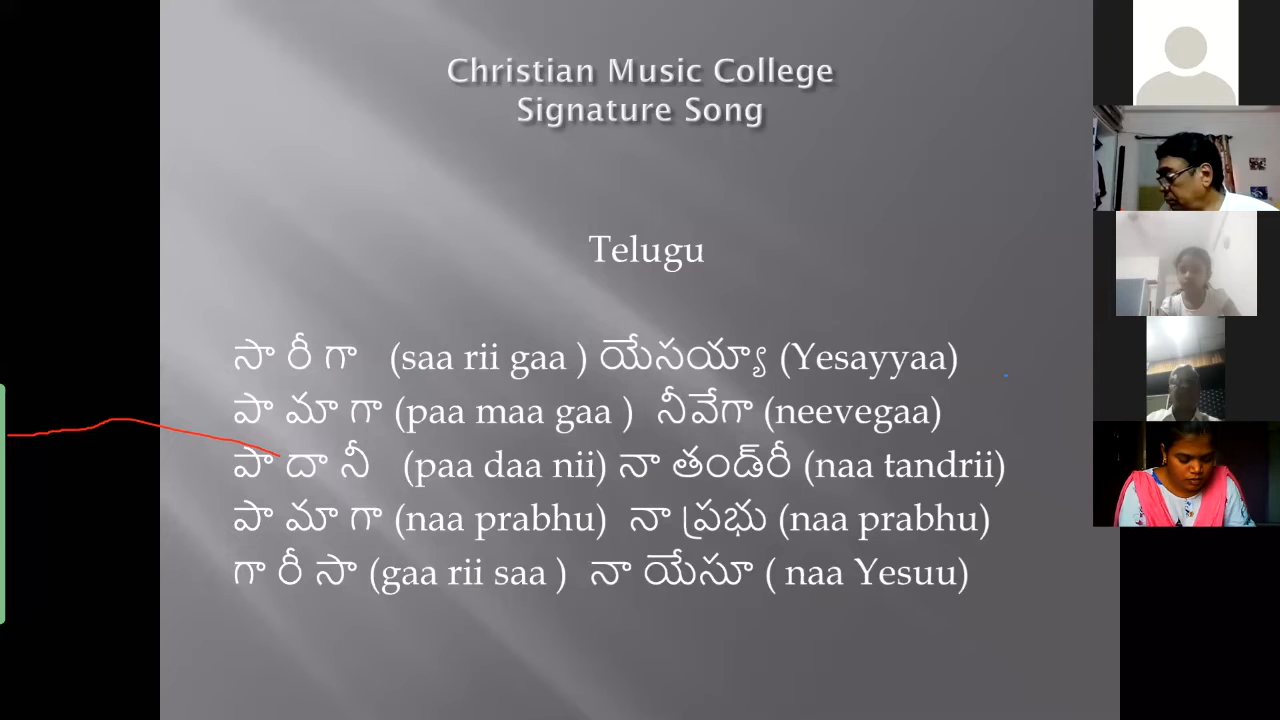 Christian Music College
Signature Song
Telugu
సా రీ గా (saa rii gaa ) యేసయ్యా (Yesayyaa)
పా మా గా (paa maa gaa ) నీవేగా (neevegaa)
పా దా నీ (paa daa nii) నా తండ్‌రీ (naa tandrii)
పా మా గా (naa prabhu) నా ప్రభు (naa prabhu)
గా రీ సా (gaa rii saa ) నా యేసూ ( naa Yesuu)